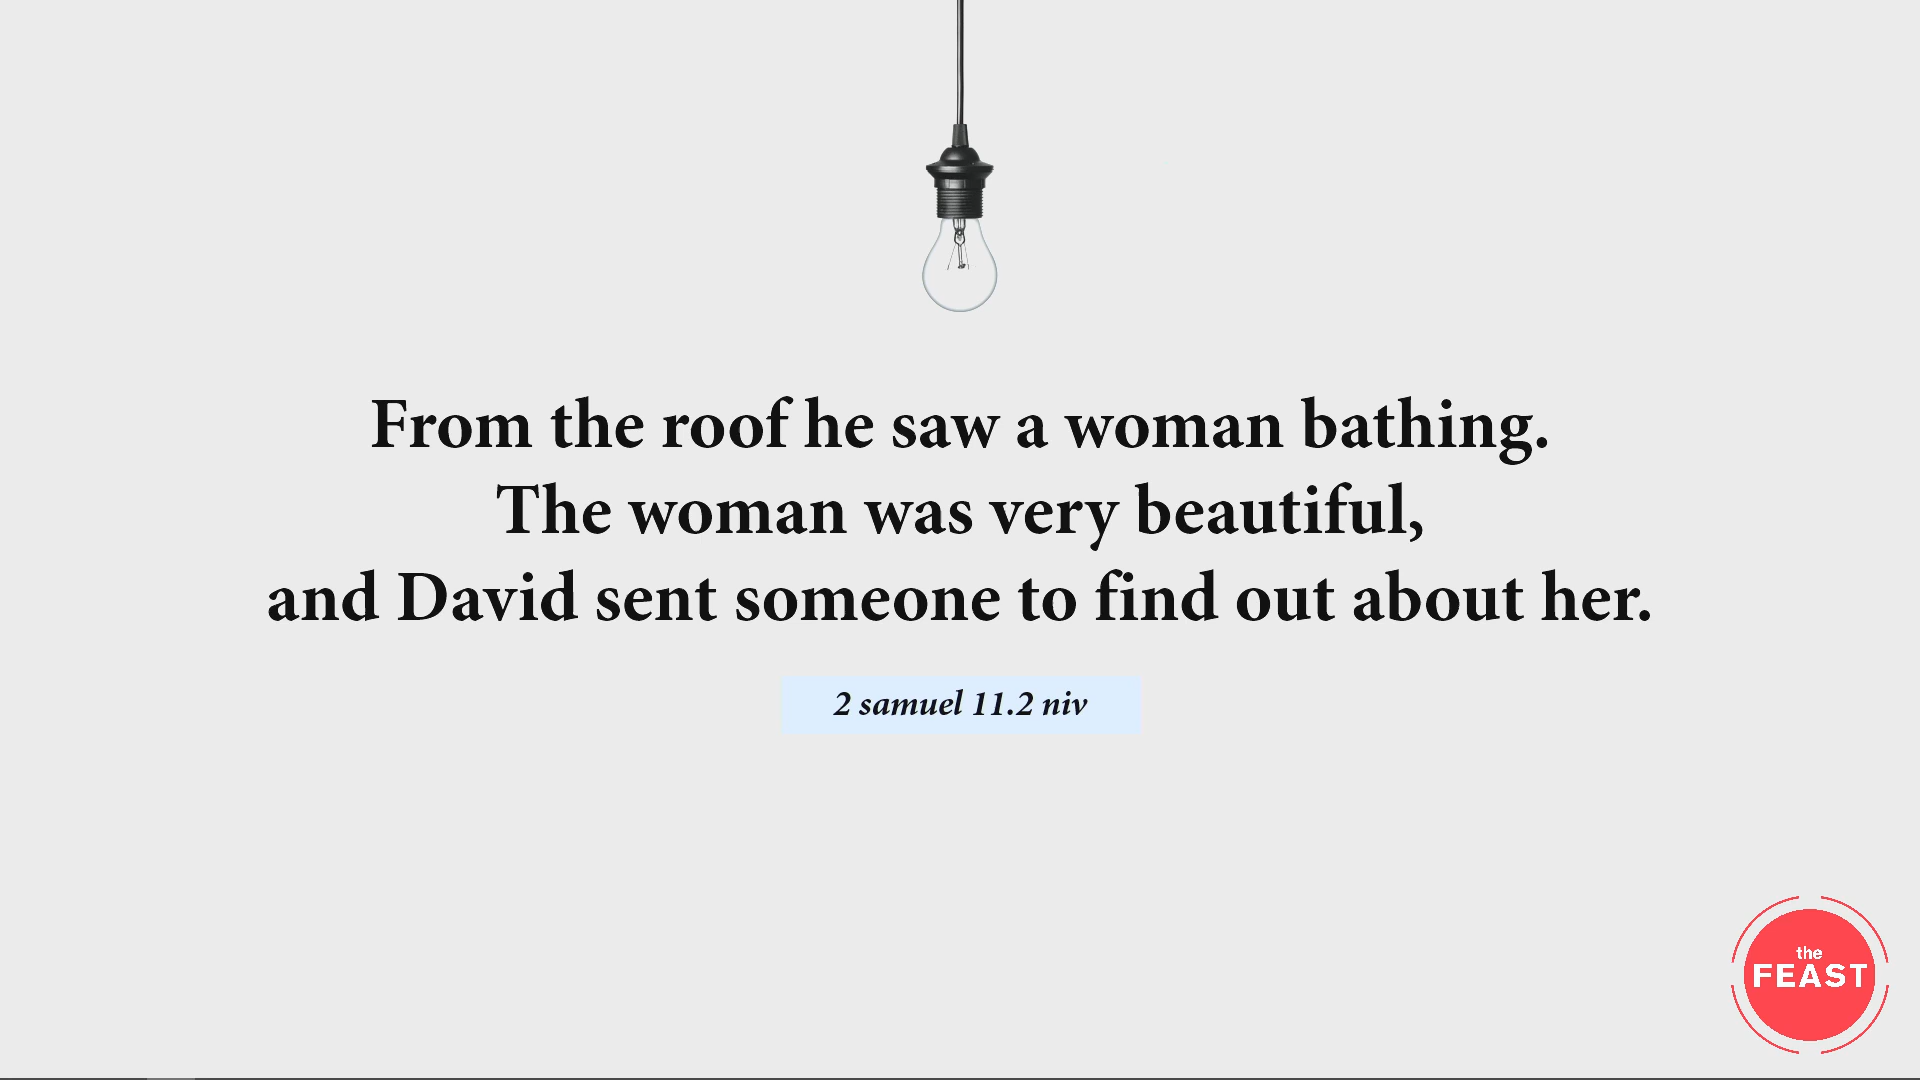 From the roof he saw a woman bathing.
The woman was very beautiful,
and David sent someone to find out about her.
2 samuel 11.2 niv
the
FEAST